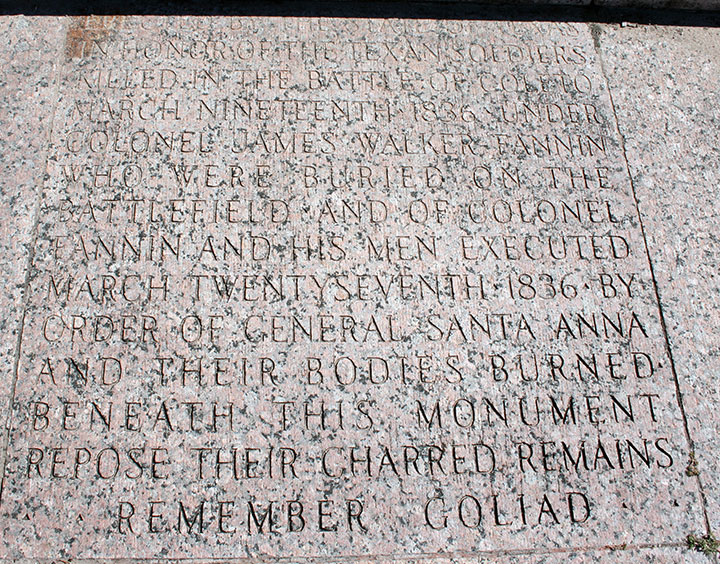 IN HONOR OF THE TEXAN SOLDIERS
KILLED IN THE BATTLE OF COLETO
MARCH NINETEENTH 1836 UNDER
COLONEL JAMES WALKER FANNIN
WHO WERE BURIED ON THE
BATTLEFIELD AND OF COLONEL
FANNIN AND HIS MEN EXECUTED
MARCH TWENTYSEVENTH · 1836 · BY
ORDER OF GENERAL SANTA ANNA
AND THEIR BODIES BURNED ·
BENEATH THIS MONUMENT
REPOSE THEIR CHARRED REMAINS
· · REMEMBER GOLIAD · ·